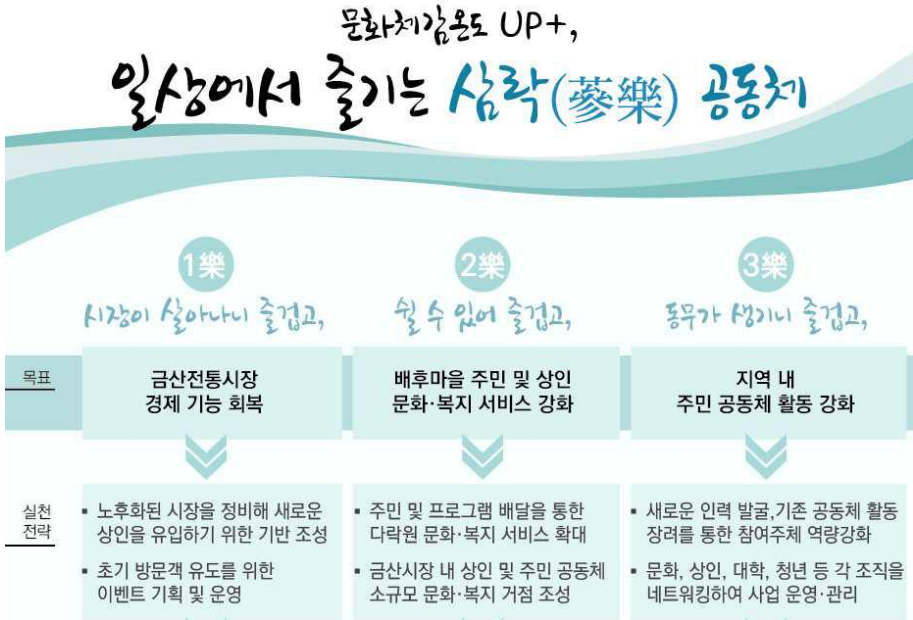 문화체감온도 UP+,
일상에서 즐기는 삼락(蔘樂) 공동체
1樂
시장이 살아나니 즐겁고,
2樂
쉴 수 있어 즐겁고,
3樂
동무가 생기니 즐겁고,
목표
금산전통시장
경제 기능 회복
배후마을 주민 및 상인
문화·복지 서비스 강화
지역 내
주민 공동체 활동 강화
실천
전략
▪ 노후화된 시장을 정비해 새로운
상인을 유입하기 위한 기반 조성
▪ 초기 방문객 유도를 위한
이벤트 기획 및 운영
▪ 주민 및 프로그램 배달을 통한
다락원 문화·복지 서비스 확대
▪ 금산시장 내 상인 및 주민 공동체
소규모 문화·복지 거점 조성
▪ 새로운 인력 발굴,기존 공동체 활동
장려를 통한 참여주체 역량강화
▪ 문화, 상인, 대학, 청년 등 각 조직을
네트워킹하여 사업 운영·관리